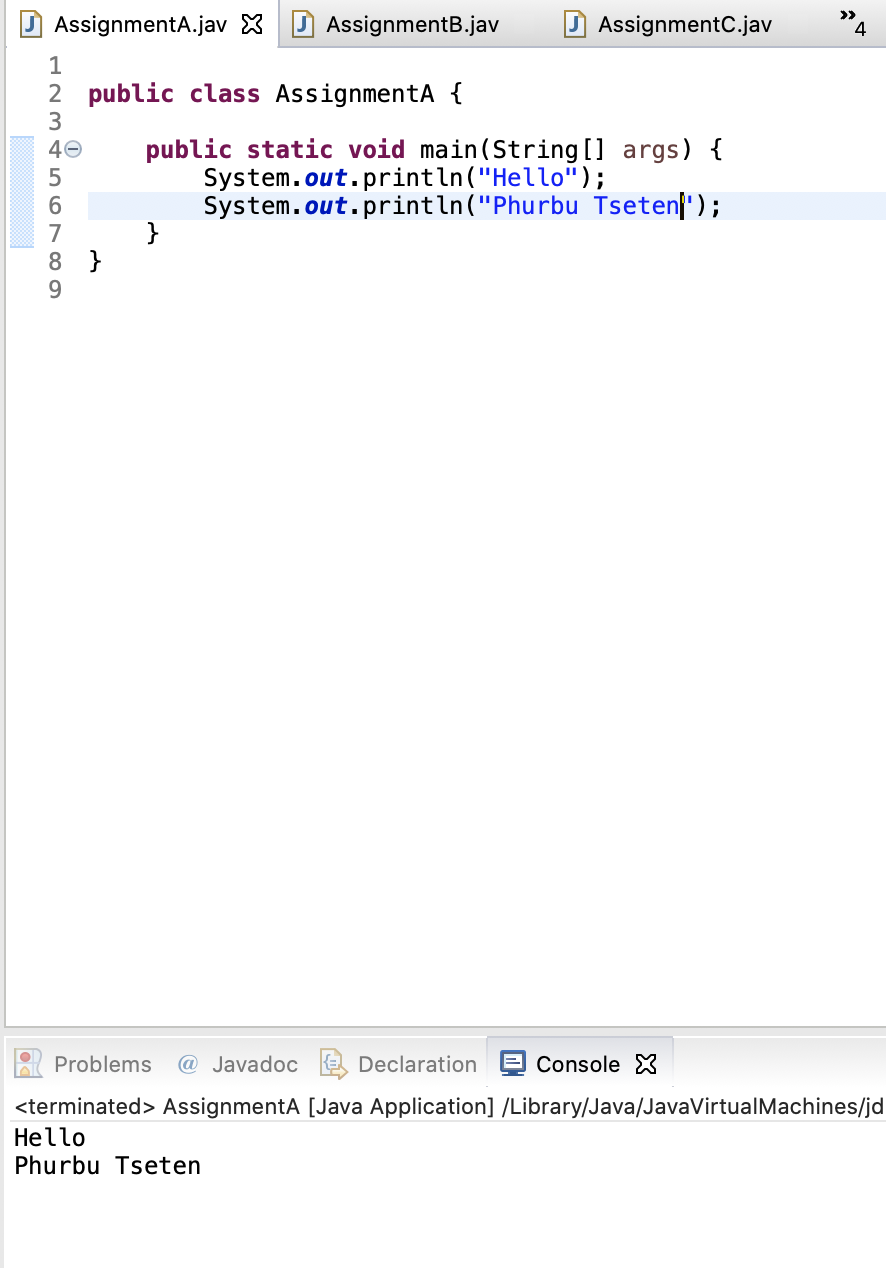 AssignmentA.jav AssignmentB.jav AssignmentC.jav »4
1
2 public class AssignmentA {
3
4 public static void main(String[] args) {
5 System.out.println("Hello");
6 System.out.println("Phurbu Tseten");
7 }
8 }
9
Problems @ Javadoc Declaration Console
<terminated> AssignmentA [Java Application] /Library/Java/JavaVirtualMachines/jd
Hello
Phurbu Tseten